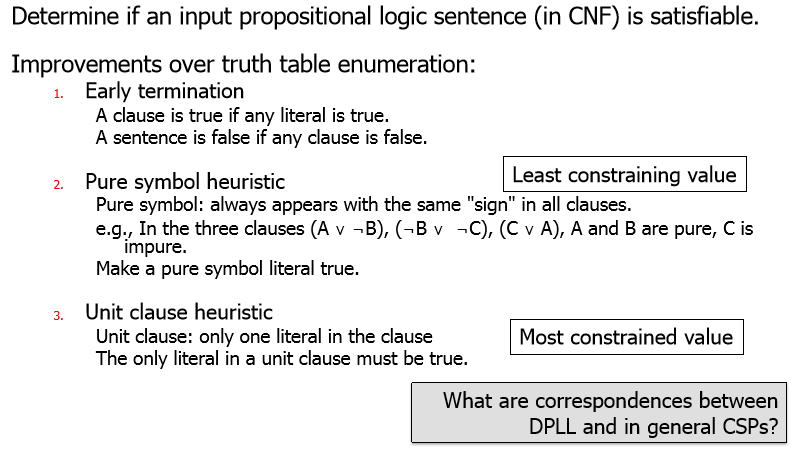 Determine if an input propositional logic sentence (in CNF) is satisfiable.
Improvements over truth table enumeration:
1. Early termination
A clause is true if any literal is true.
A sentence is false if any clause is false.
Least constraining value
2. Pure symbol heuristic
Pure symbol: always appears with the same "sign" in all clauses.
e.g., In the three clauses (A ∨ ¬B), (¬B ∨ ¬C), (C ∨ A), A and B are pure, C is
impure.
Make a pure symbol literal true.
3. Unit clause heuristic
Unit clause: only one literal in the clause
Most constrained value
The only literal in a unit clause must be true.
What are correspondences between
DPLL and in general CSPs?